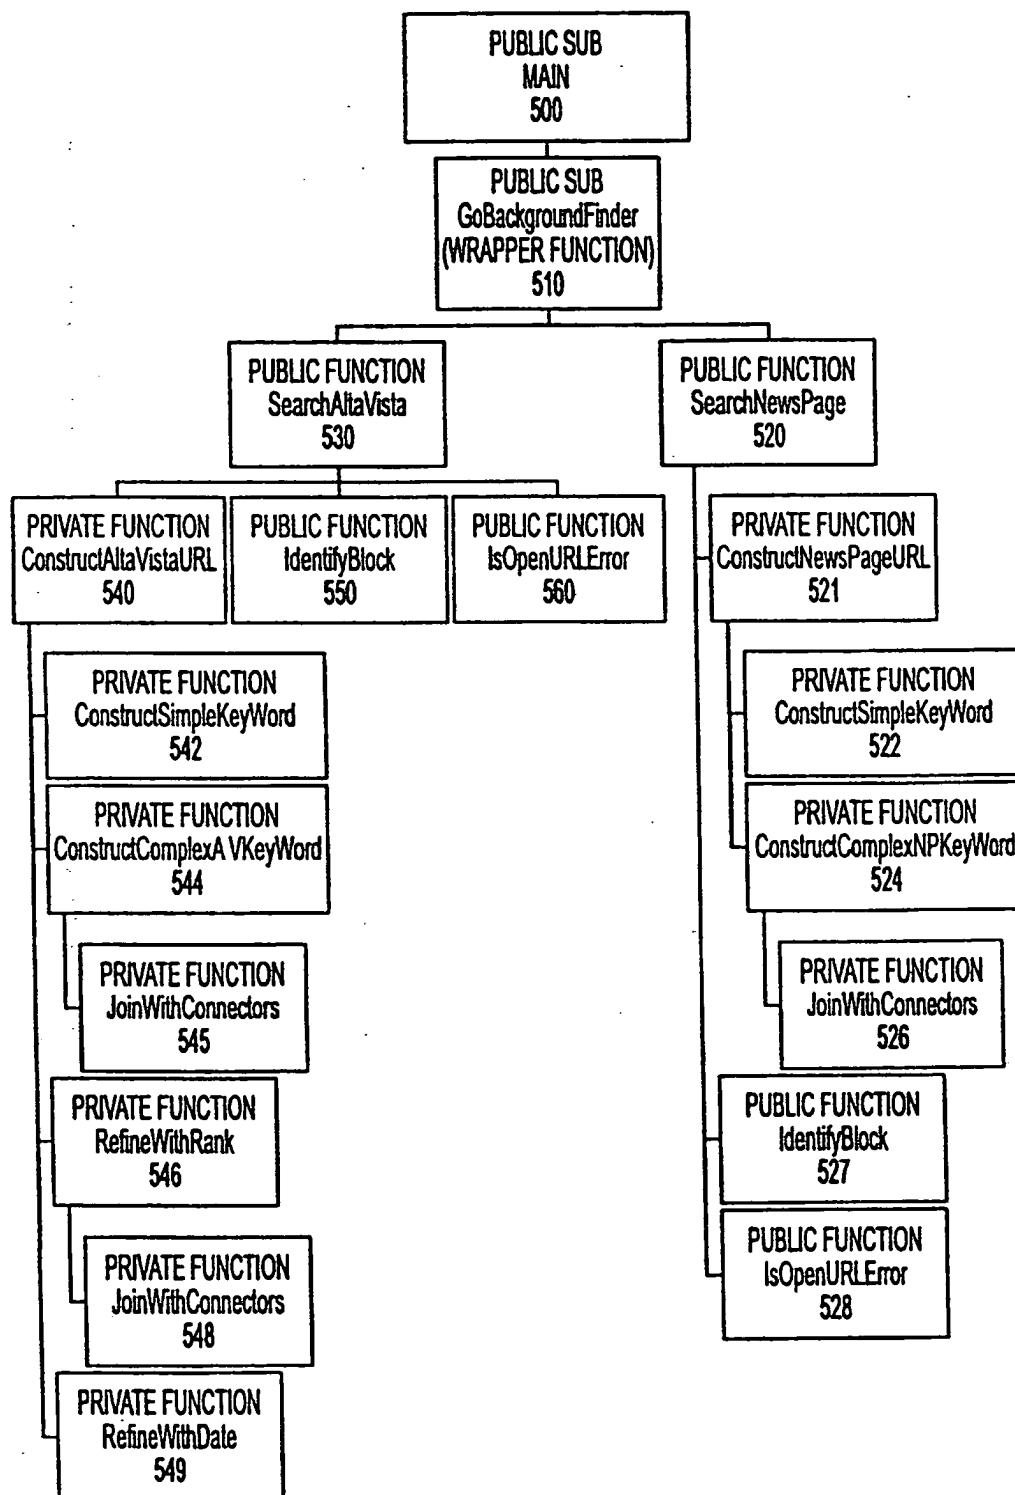 PUBLIC SUB
MAIN
500
PUBLIC SUB
GoBackgroundFinder
(WRAPPER FUNCTION)
510
PUBLIC FUNCTION
SearchAltaVista
530
PUBLIC FUNCTION
SearchNewsPage
520
PRIVATE FUNCTION
ConstructAltaVistaURL
540
PUBLIC FUNCTION
IdentifyBlock
550
PUBLIC FUNCTION
IsOpenURLError
560
PRIVATE FUNCTION
ConstructNewsPageURL
521
PRIVATE FUNCTION
ConstructSimpleKeyWord
542
PRIVATE FUNCTION
ConstructSimpleKeyWord
522
PRIVATE FUNCTION
ConstructComplexA VKeyWord
544
PRIVATE FUNCTION
ConstructComplexNPKeyWord
524
PRIVATE FUNCTION
JoinWithConnectors
545
PRIVATE FUNCTION
JoinWithConnectors
526
PRIVATE FUNCTION
RefineWithRank
546
PUBLIC FUNCTION
IdentifyBlock
527
PRIVATE FUNCTION
JoinWithConnectors
548
PUBLIC FUNCTION
IsOpenURLError
528
PRIVATE FUNCTION
RefineWithDate
549